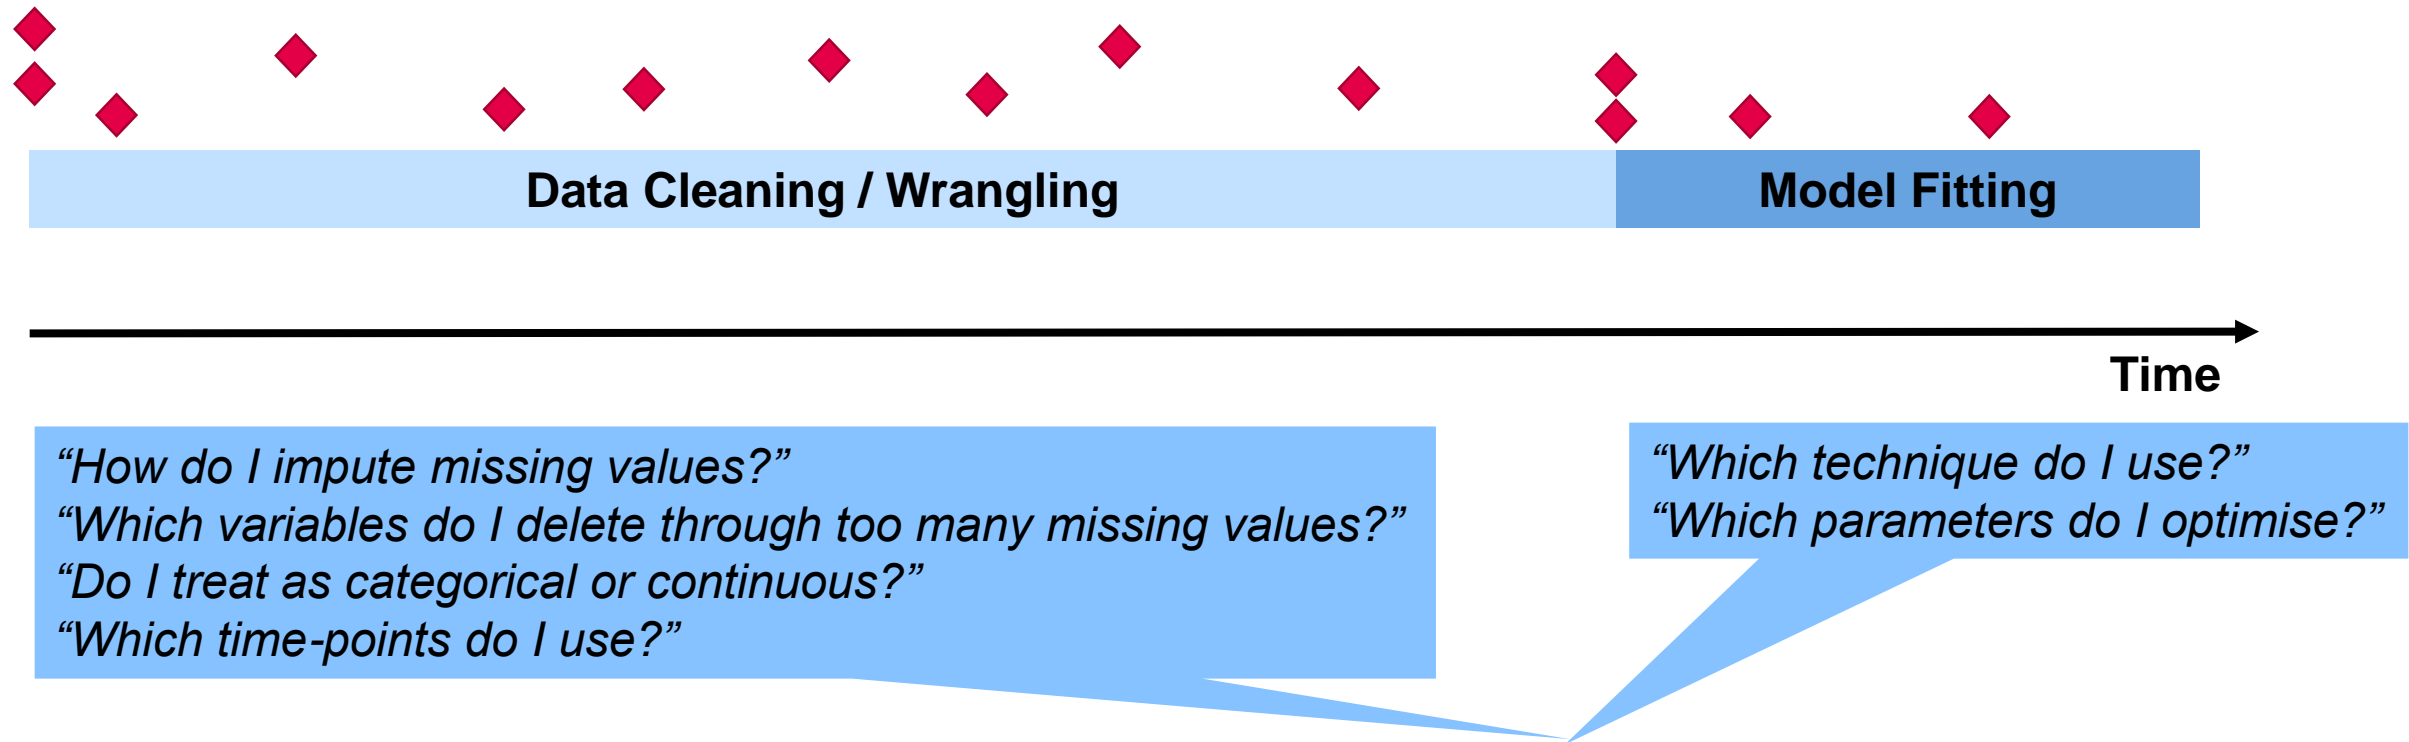 Data Cleaning / Wrangling
Model Fitting
Time
“How do I impute missing values?”
“Which variables do I delete through too many missing values?”
“Do I treat as categorical or continuous?”
“Which time-points do I use?”
“Which technique do I use?”
“Which parameters do I optimise?”